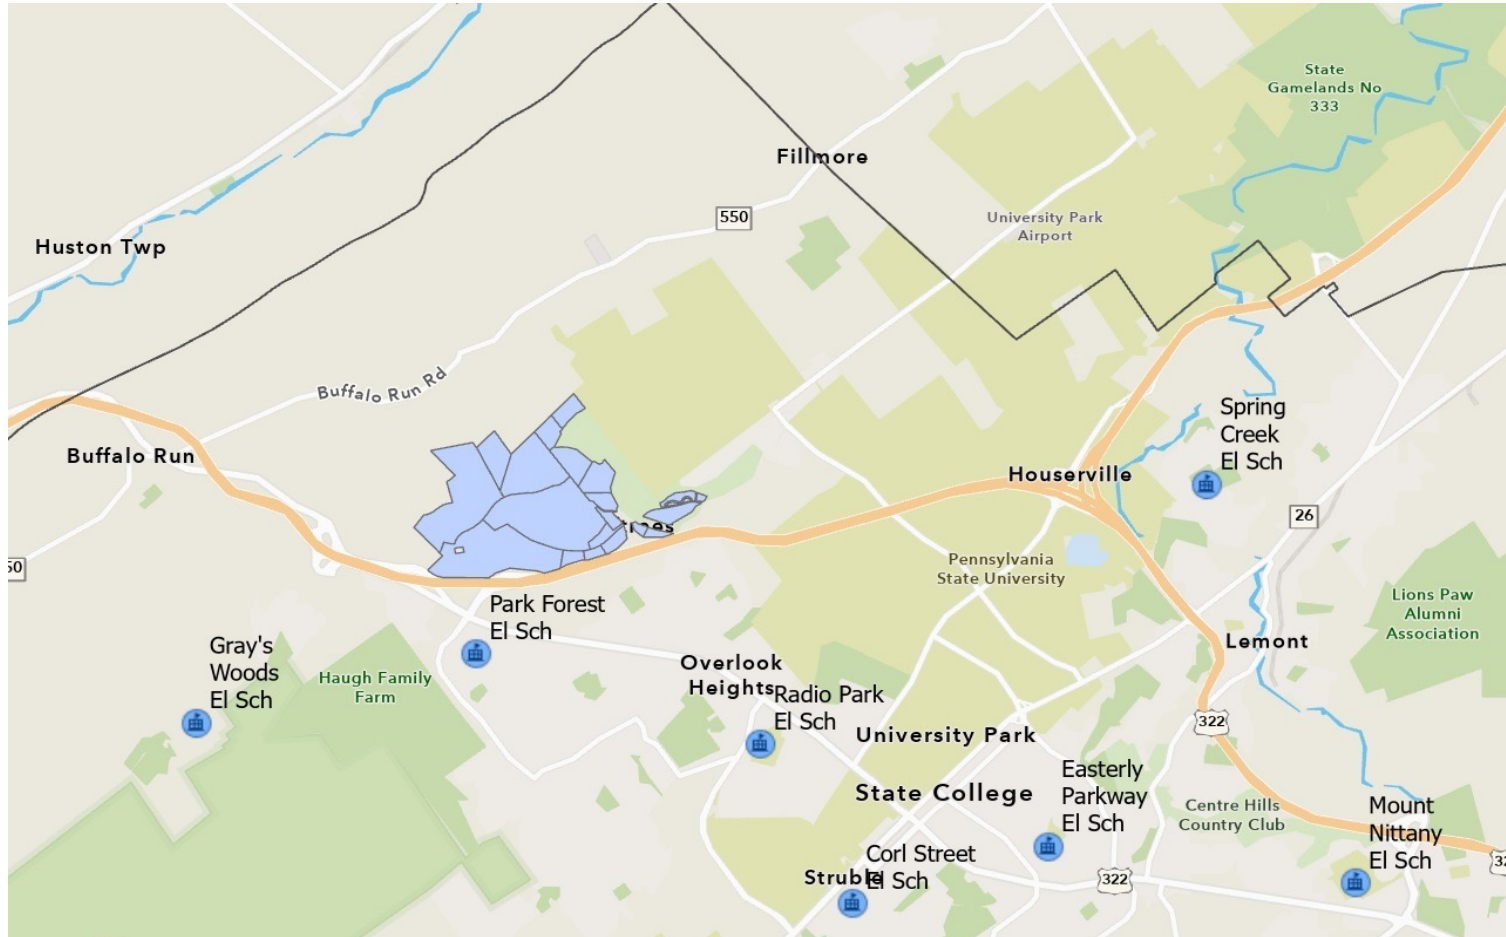 State
Gamelands No
333
Fillmore
550
University Park
Airport
Huston Twp
Buffalo Run Rd
Buffalo Run
Spring
Creek
El Sch
Houserville
26
trees
50
Pennsylvania
State University
Park Forest
El Sch
Lions Paw
Alumni
Association
Gray's
Woods
El Sch
Lemont
Overlook
Heights
Haugh Family
Farm
Radio Park
El Sch
322
University Park
Easterly
Parkway
El Sch
State College
Centre Hills
Country Club
Mount
Nittany
El Sch
Corl Street
El Sch
Struble
322
32